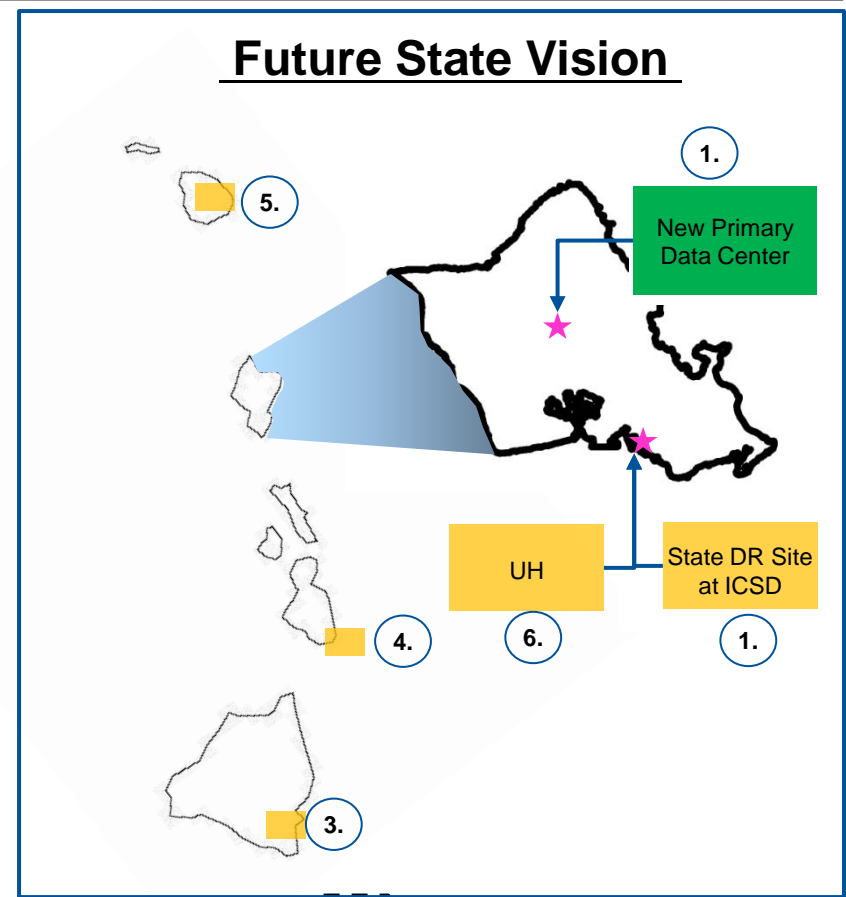 Future State Vision
1.
5.
New Primary
Data Center
UH
State DR Site
at ICSD
4.
6.
1.
3.